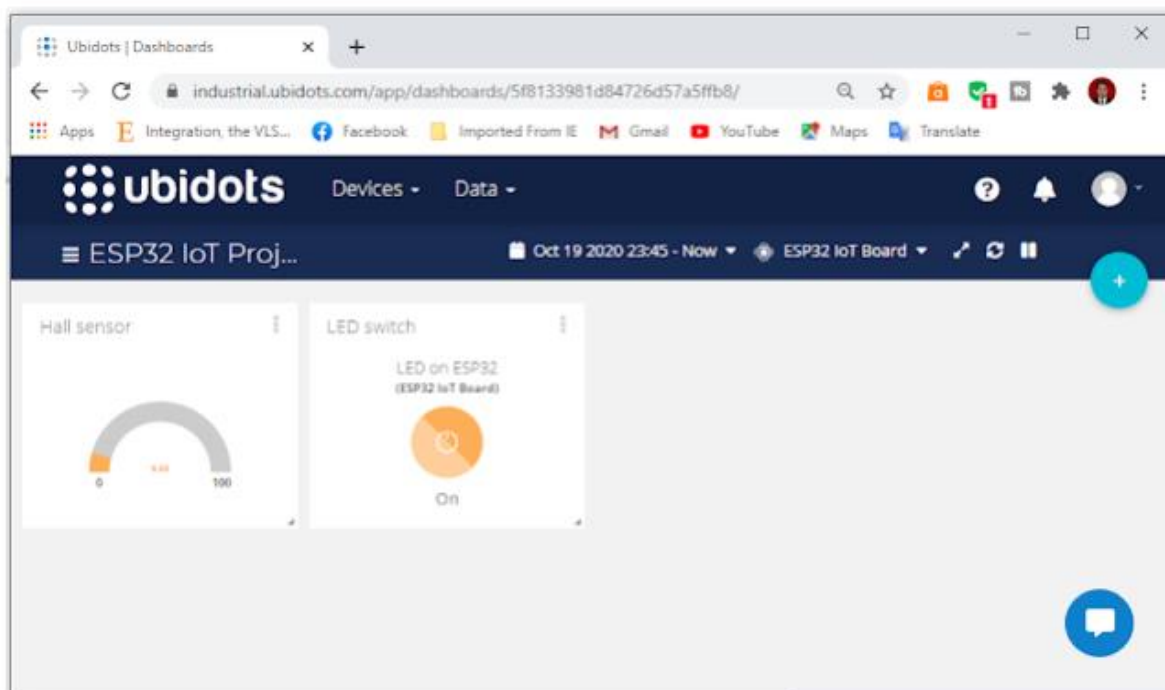 Ubidots | Dashboards
industrial.ubidots.com/app/dashboards/5f8133981d84726d57a5ffb8/
Apps Integration, the VLS... Facebook Imported From IE Gmail YouTube Maps Translate
ubidots Devices Data
ESP32 IoT Proj... Oct 19 2020 23:45 - Now ESP32 IoT Board
Hall sensor LED switch
LED on ESP32
(ESP32 IoT Board)
0 100
On